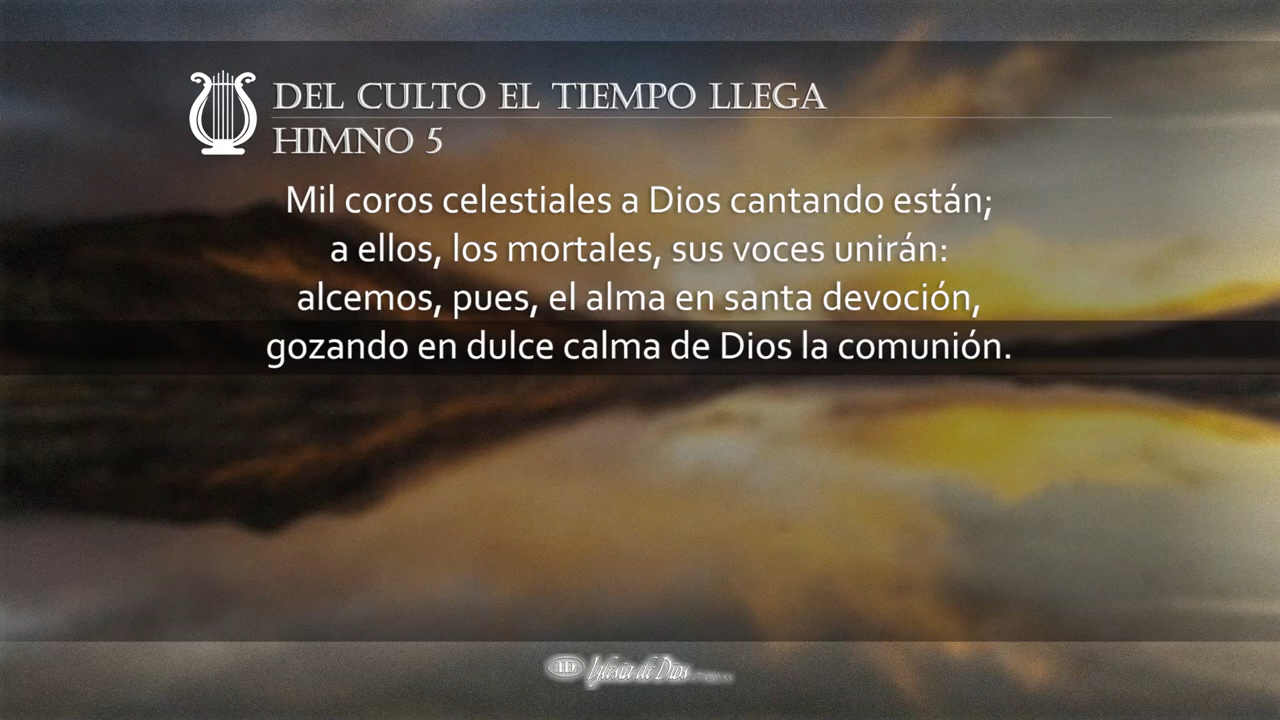 DEL CULTO EL TIEMPO LLEGA
HIMNO 5
Mil coros celestiales a Dios cantando están;
a ellos, los mortales, sus voces unirán:
alcemos, pues, el alma en santa devoción,
gozando en dulce calma de Dios la comunión.
ID Iglesia de Dios